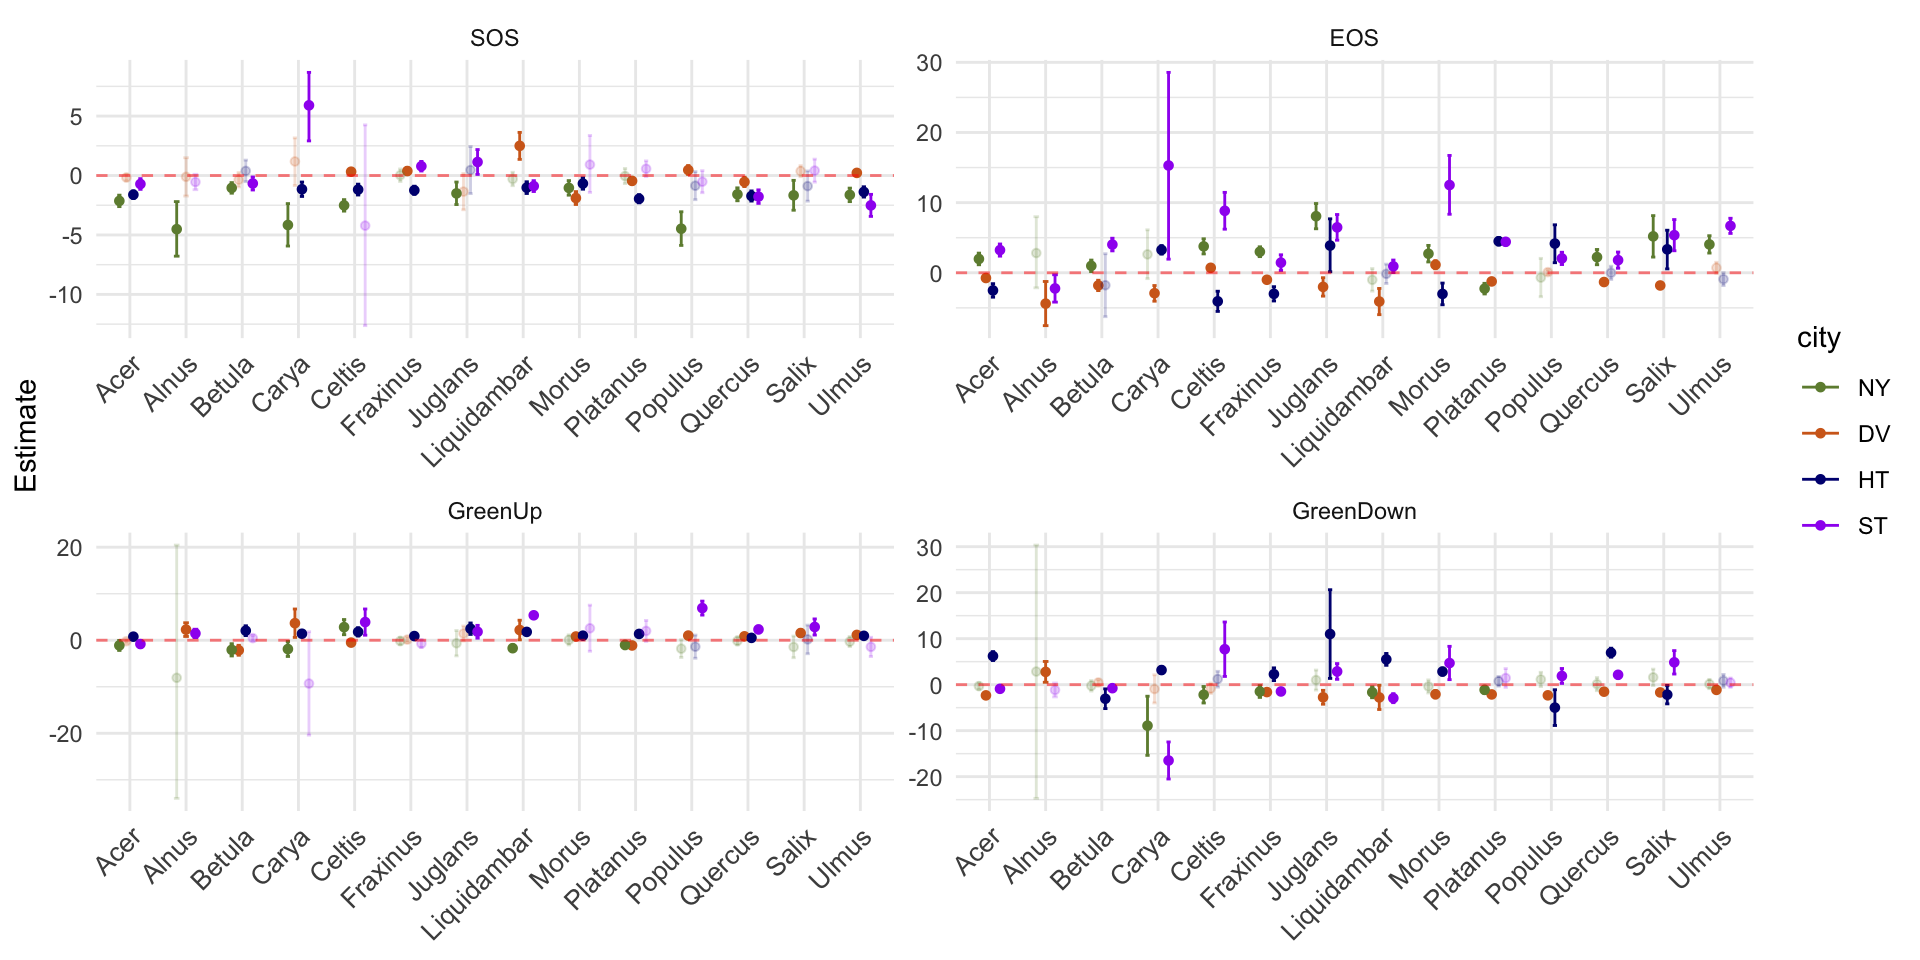 SOS
EOS
5
0
-5
-10
30
20
10
0
Acer Alnus Betula Carya Celtis Fraxinus Juglans Liquidambar Morus Platanus Populus Quercus Salix Ulmus
Acer Alnus Betula Carya Celtis Fraxinus Juglans Liquidambar Morus Platanus Populus Quercus Salix Ulmus
Estimate
GreenUp
GreenDown
20
0
-20
30
20
10
0
-10
-20
Acer Alnus Betula Carya Celtis Fraxinus Juglans Liquidambar Morus Platanus Populus Quercus Salix Ulmus
Acer Alnus Betula Carya Celtis Fraxinus Juglans Liquidambar Morus Platanus Populus Quercus Salix Ulmus
city
NY
DV
HT
ST